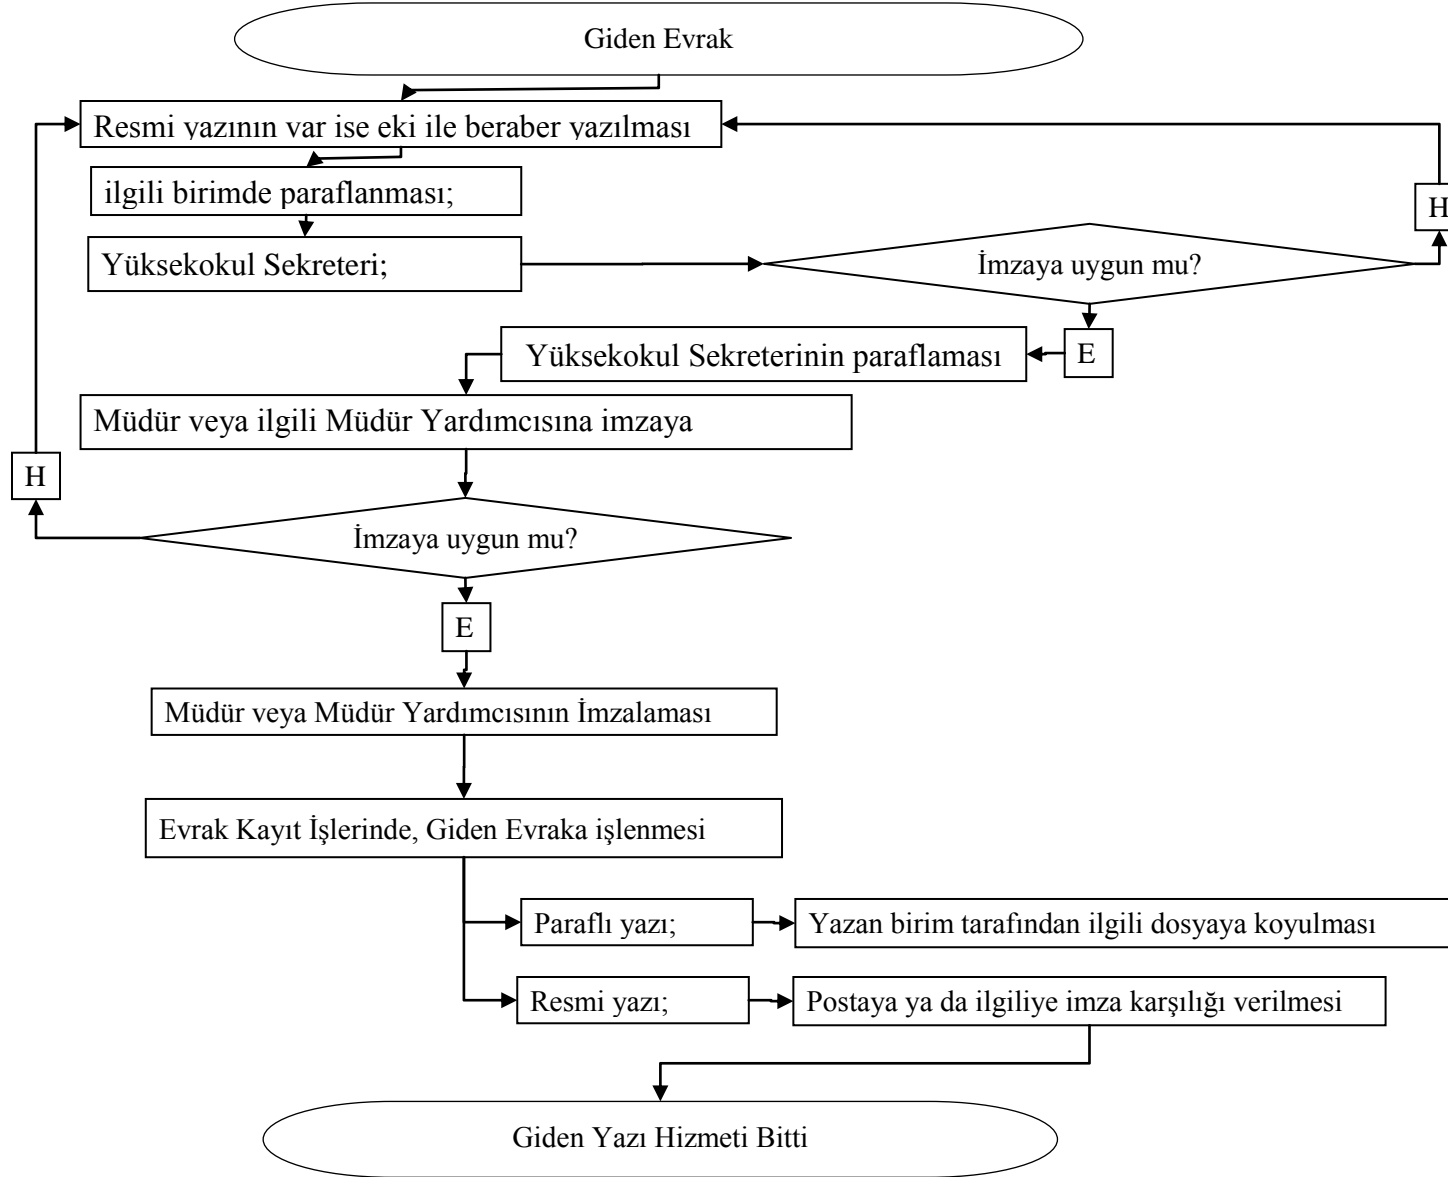 Giden Evrak
Resmi yazının var ise eki ile beraber yazılması
ilgili birimde paraflanması;
H
Yüksekokul Sekreteri;
İmzaya uygun mu?
E
Yüksekokul Sekreterinin paraflaması
Müdür veya ilgili Müdür Yardımcısına imzaya
H
İmzaya uygun mu?
E
Müdür veya Müdür Yardımcısının İmzalaması
Evrak Kayıt İşlerinde, Giden Evraka işlenmesi
Paraflı yazı;
Yazan birim tarafından ilgili dosyaya koyulması
Resmi yazı;
Postaya ya da ilgiliye imza karşılığı verilmesi
Giden Yazı Hizmeti Bitti